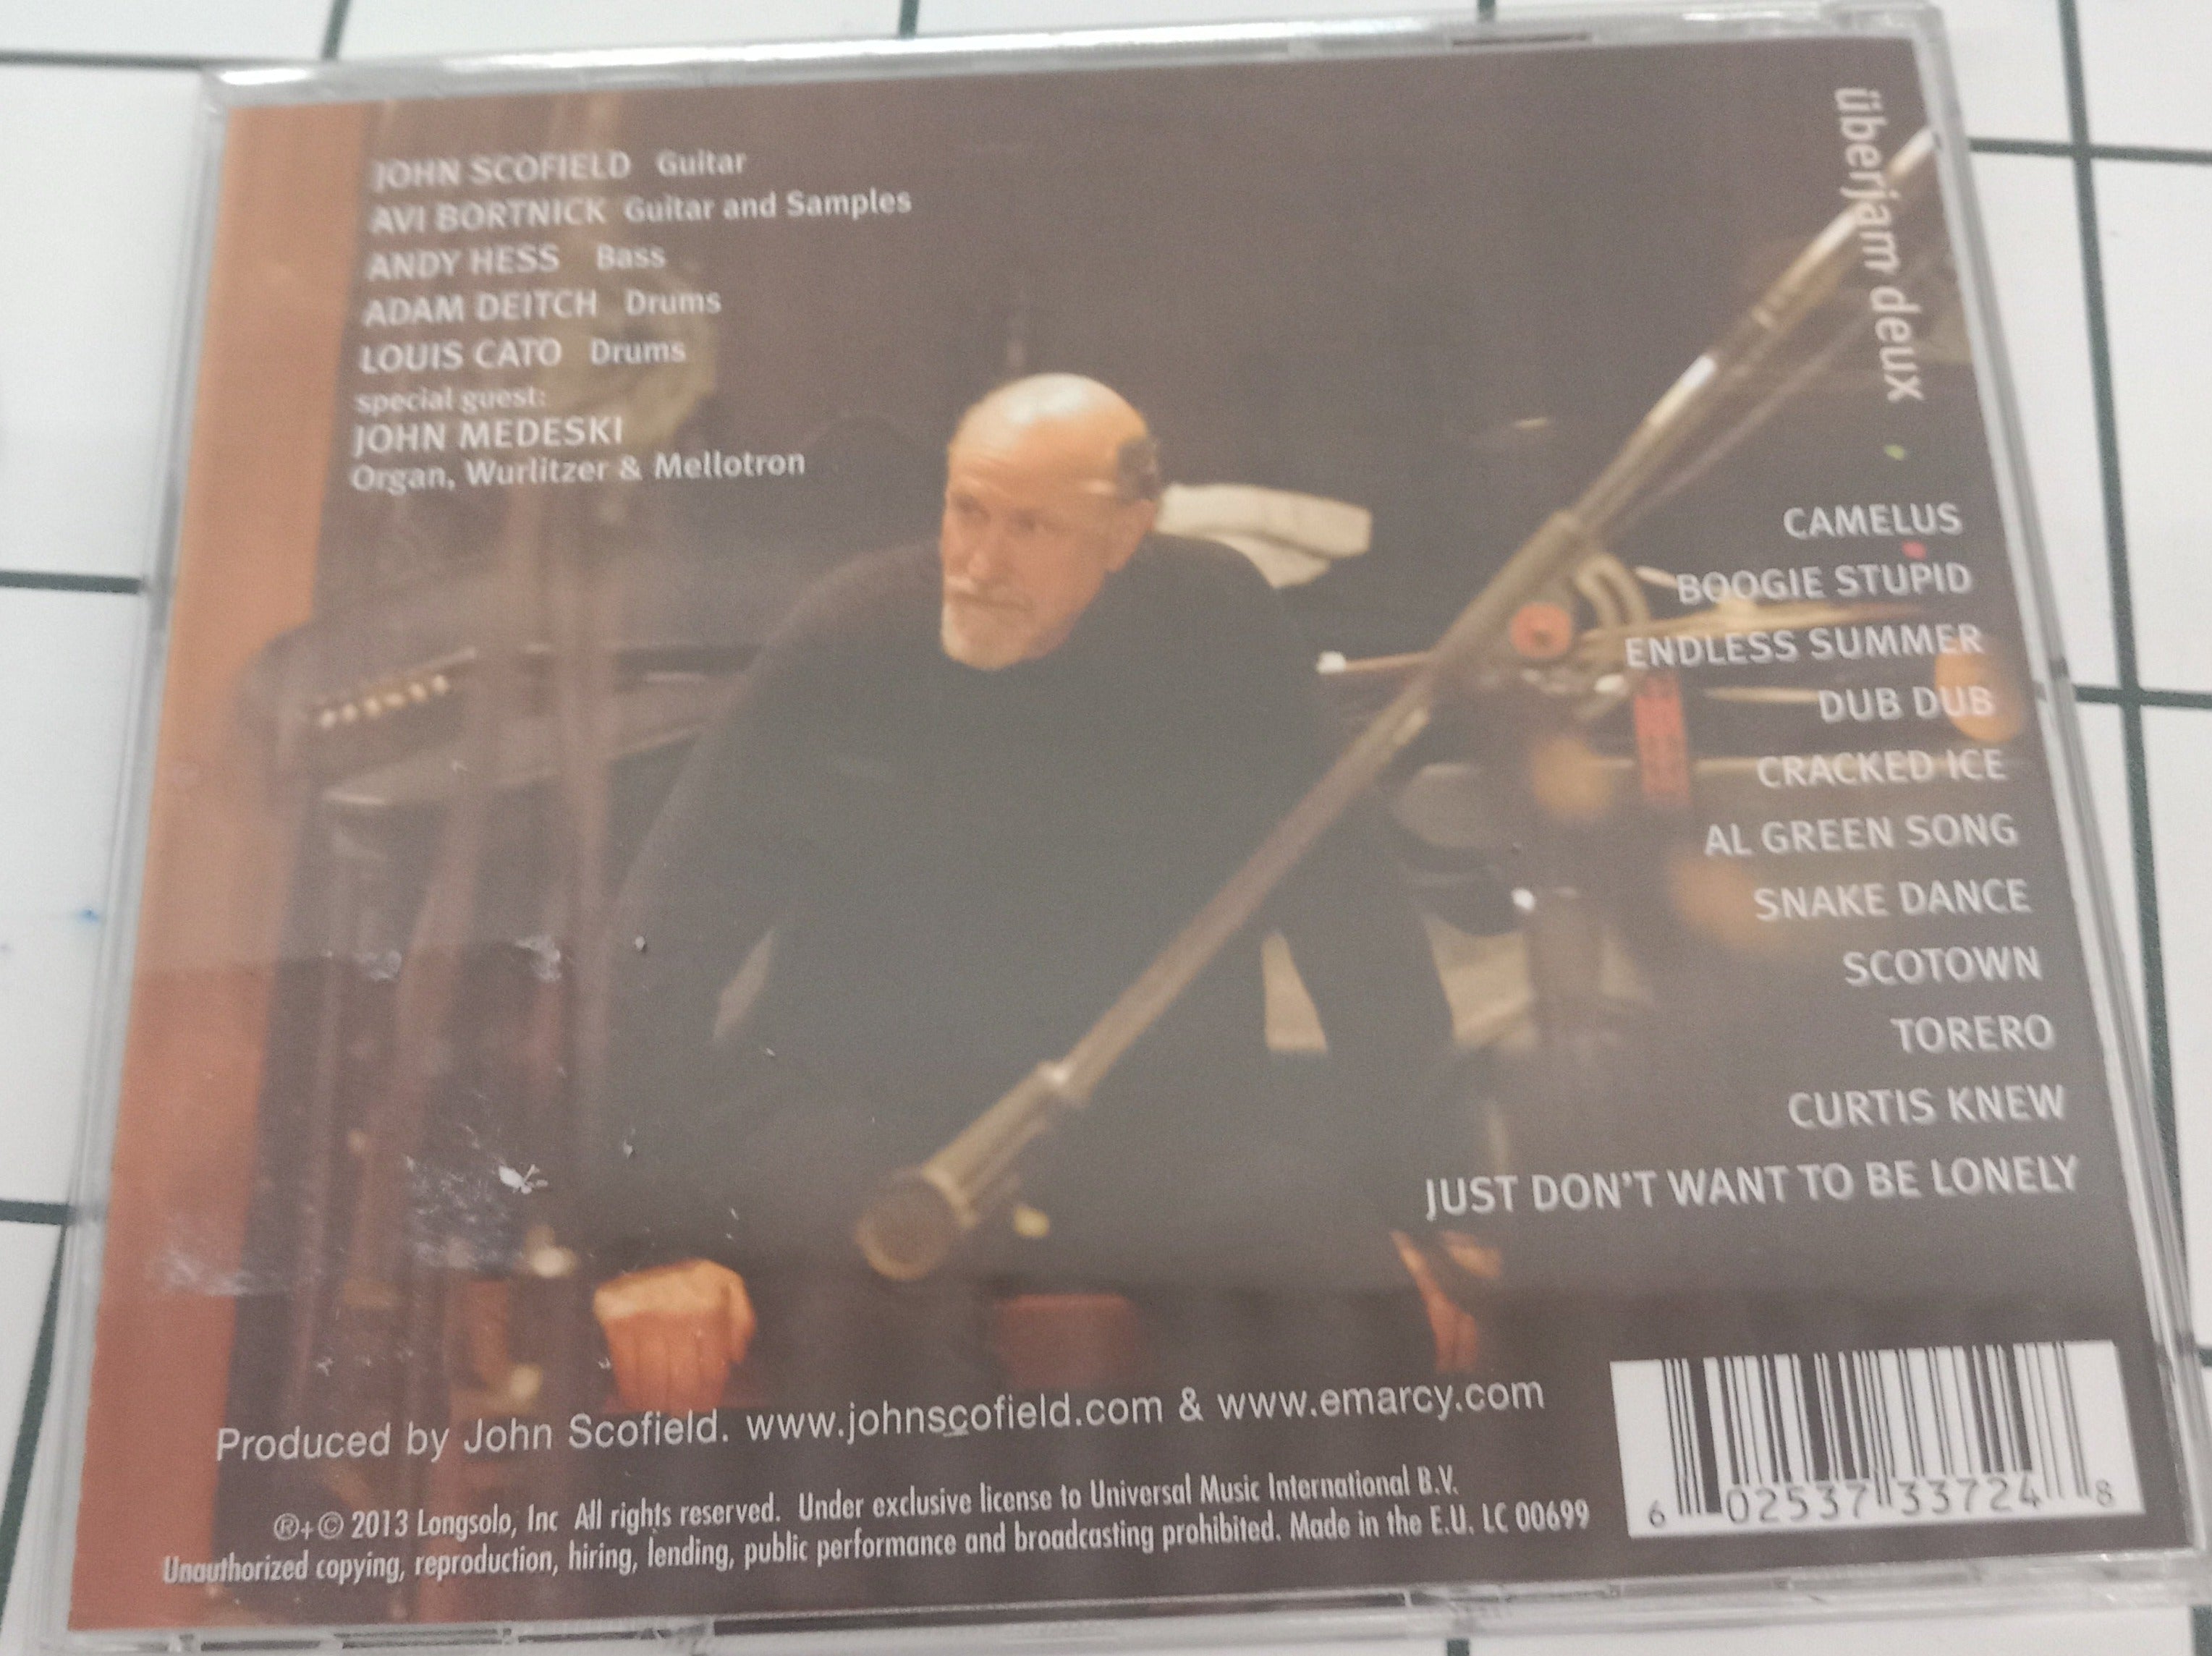 JOHN SCOFIELD Guitar
AVI BORTNICK Guitar and Samples
ANDY HESS Bass
ADAM DEITCH Drums
LOUIS CATO Drums
special guest:
JOHN MEDESKI
Organ, Wurlitzer & Mellotron
überjam deux
CAMELUS
BOOGIE STUPID
ENDLESS SUMMER
DUB DUB
CRACKED ICE
AL GREEN SONG
SNAKE DANCE
SCOTOWN
TORERO
CURTIS KNEW
JUST DON'T WANT TO BE LONELY
Produced by John Scofield. www.johnscofield.com & www.emarcy.com
®+© 2013 Longsolo, Inc All rights reserved. Under exclusive license to Universal Music International B.V.
Unauthorized copying, reproduction, hiring, lending, public performance and broadcasting prohibited. Made in the E.U. LC 00699
6 02537 33724 8